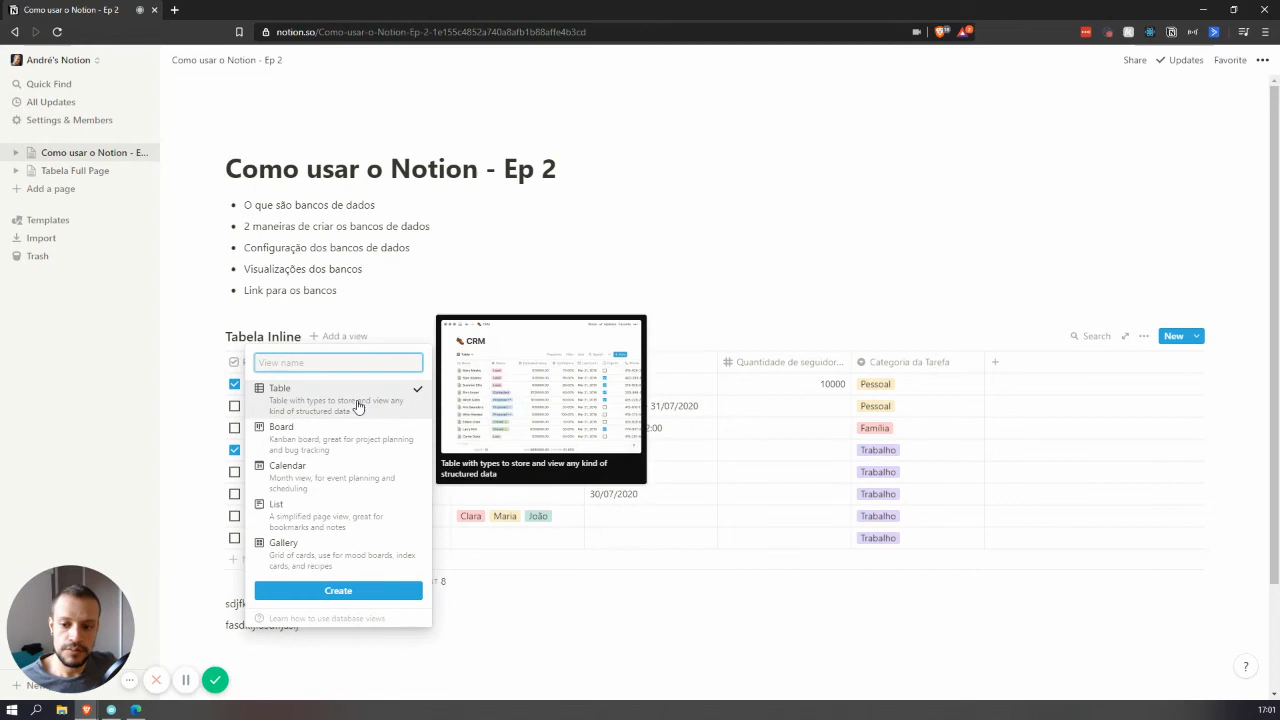 Como usar o Notion - Ep 2
notion.so/Como-usar-o-Notion-Ep-2-1e155c4852a740a8afb1b88affe4b3cd
André's Notion
Como usar o Notion - Ep 2
Share
Updates
Favorite
Quick Find
All Updates
Settings & Members
Como usar o Notion - E...
Tabela Full Page
Add a page
Templates
Import
Trash
Como usar o Notion - Ep 2
O que são bancos de dados
2 maneiras de criar os bancos de dados
Configuração dos bancos de dados
Visualizações dos bancos
Link para os bancos
Tabela Inline
Add a view
Search
New
View name
Quantidade de seguidor...
Categoria da Tarefa
Table
Table with types to store and view any
kind of structured data
10000
Pessoal
31/07/2020
Pessoal
Board
Kanban board, great for project planning
and bug tracking
Família
Trabalho
Calendar
Month view, for event planning and
scheduling
Trabalho
30/07/2020
Trabalho
List
A simplified page view, great for
bookmarks and notes
Clara Maria João
Trabalho
Gallery
Grid of cards, use for mood boards, index
cards, and recipes
Trabalho
CRM
Table with types to store and view any kind of
structured data
8
Create
Learn how to use database views
?
17:01